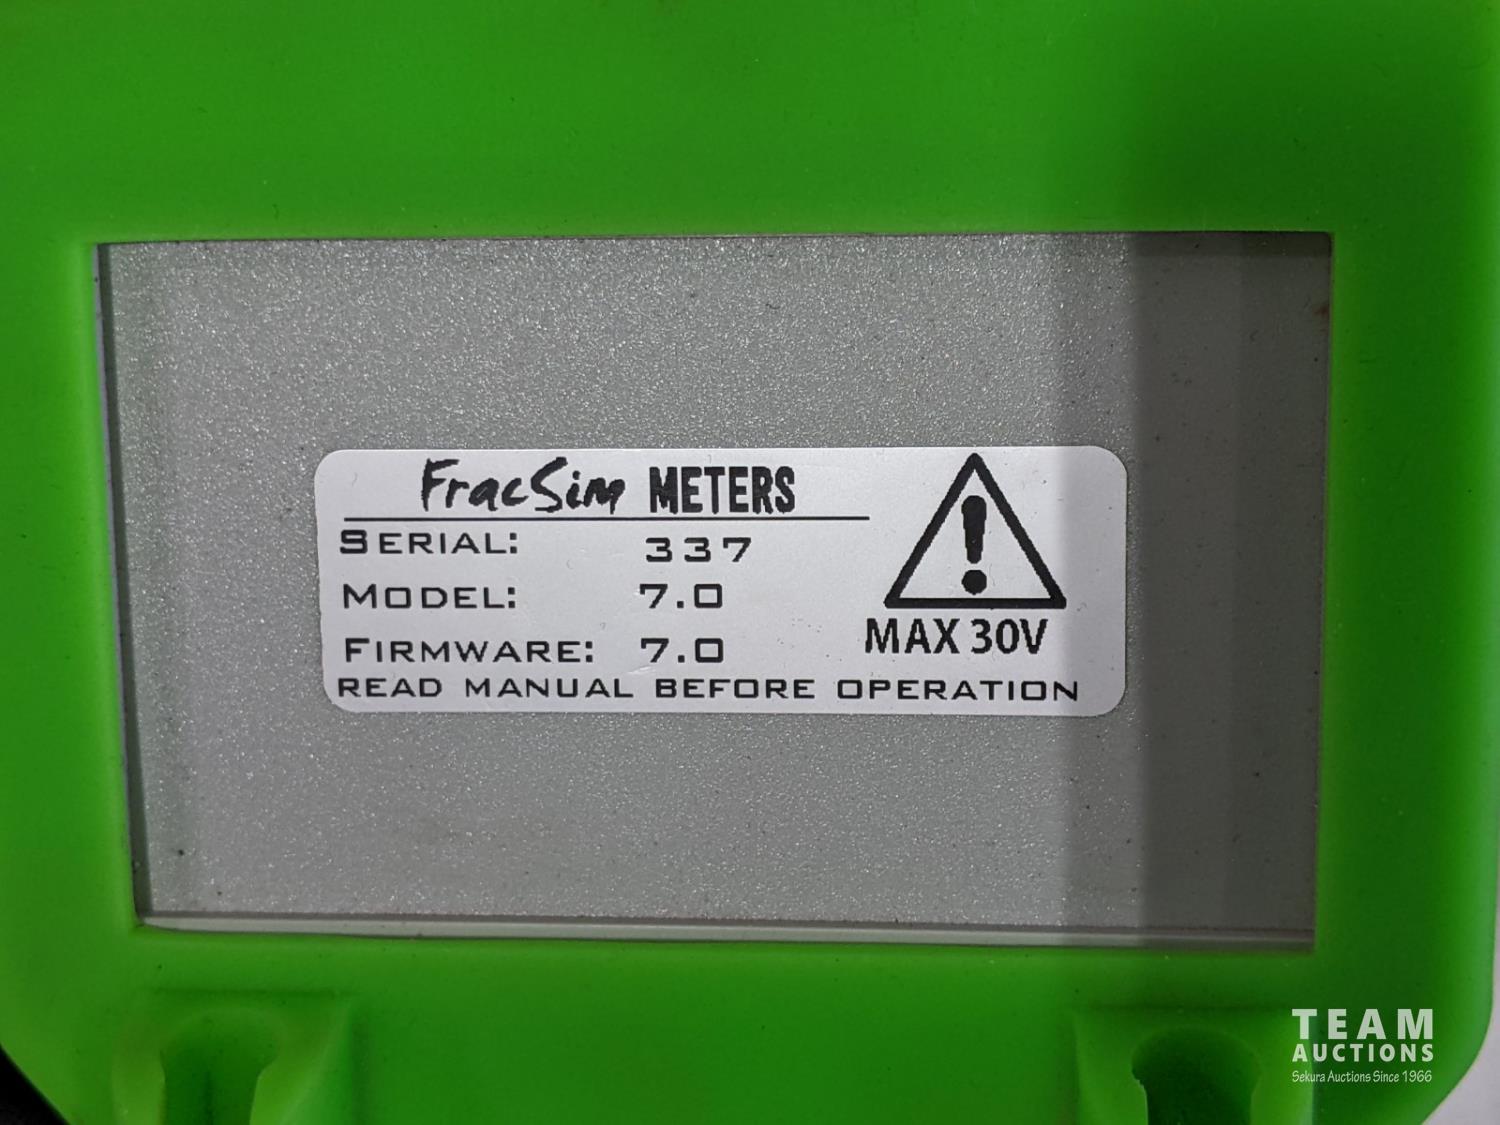 FracSim METERS
SERIAL: 337
MODEL: 7.0
FIRMWARE: 7.0
MAX 30V
READ MANUAL BEFORE OPERATION
TEAM
AUCTIONS
Sekura Auctions Since 1966